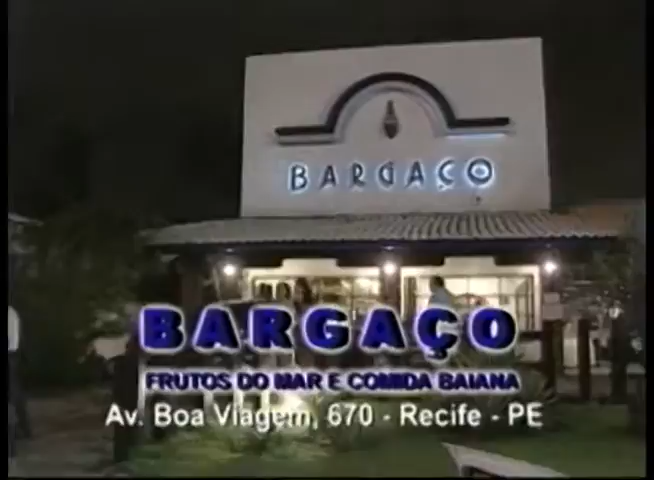 BARGAÇO
BARGAÇO
FRUTOS DO MAR E COMIDA BAIANA
Av. Boa Viagem, 670 - Recife - PE